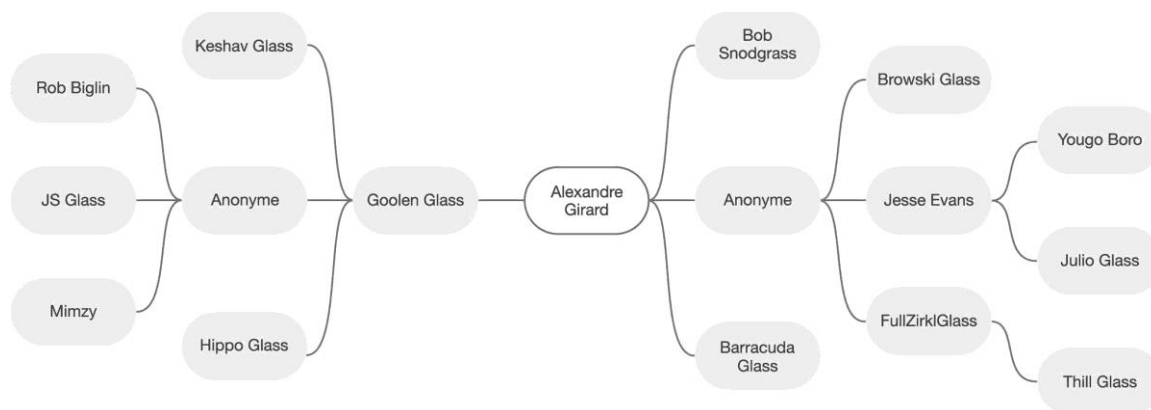 Keshav Glass
Rob Biglin
JS Glass
Anonyme
Goolen Glass
Mimzy
Hippo Glass
Alexandre
Girard
Bob
Snodgrass
Browski Glass
Yougo Boro
Anonyme
Jesse Evans
Julio Glass
FullZirklGlass
Barracuda
Glass
Thill Glass